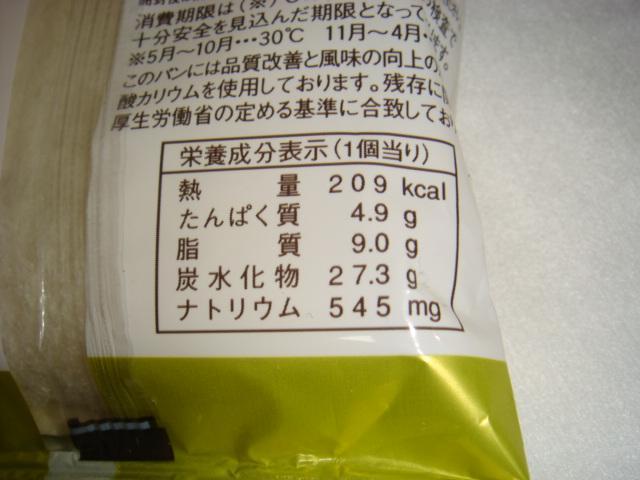 消費期限は(※)
十分安全を見込んだ期限となって
※5月〜10月…30℃ 11月〜4月
このパンには品質改善と風味の向上の
酸カリウムを使用しております。残存に
厚生労働省の定める基準に合致してお
栄養成分表示(1個当り)
熱量 209 kcal
たんぱく質 4.9 g
脂質 9.0 g
炭水化物 27.3 g
ナトリウム 545 mg